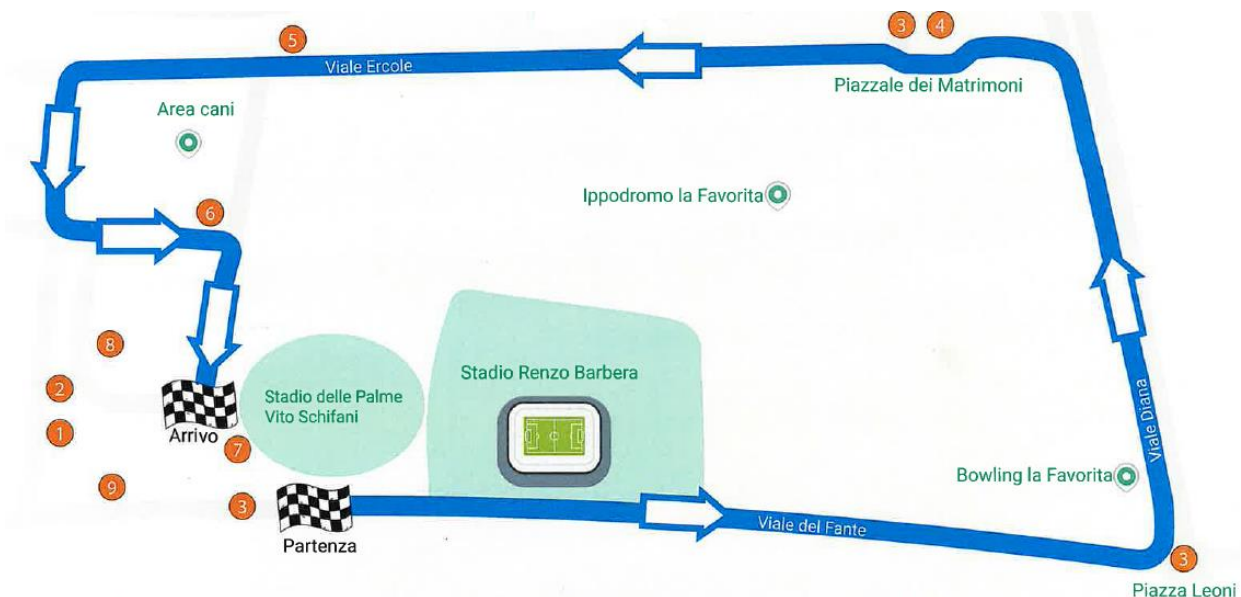 3
4
5
Viale Ercole
Piazzale dei Matrimoni
Area cani
Ippodromo la Favorita
6
8
Stadio Renzo Barbera
2
Stadio delle Palme
Vito Schifani
Viale Diana
1
Arrivo
7
Bowling la Favorita
9
3
Partenza
Viale del Fante
3
Piazza Leoni